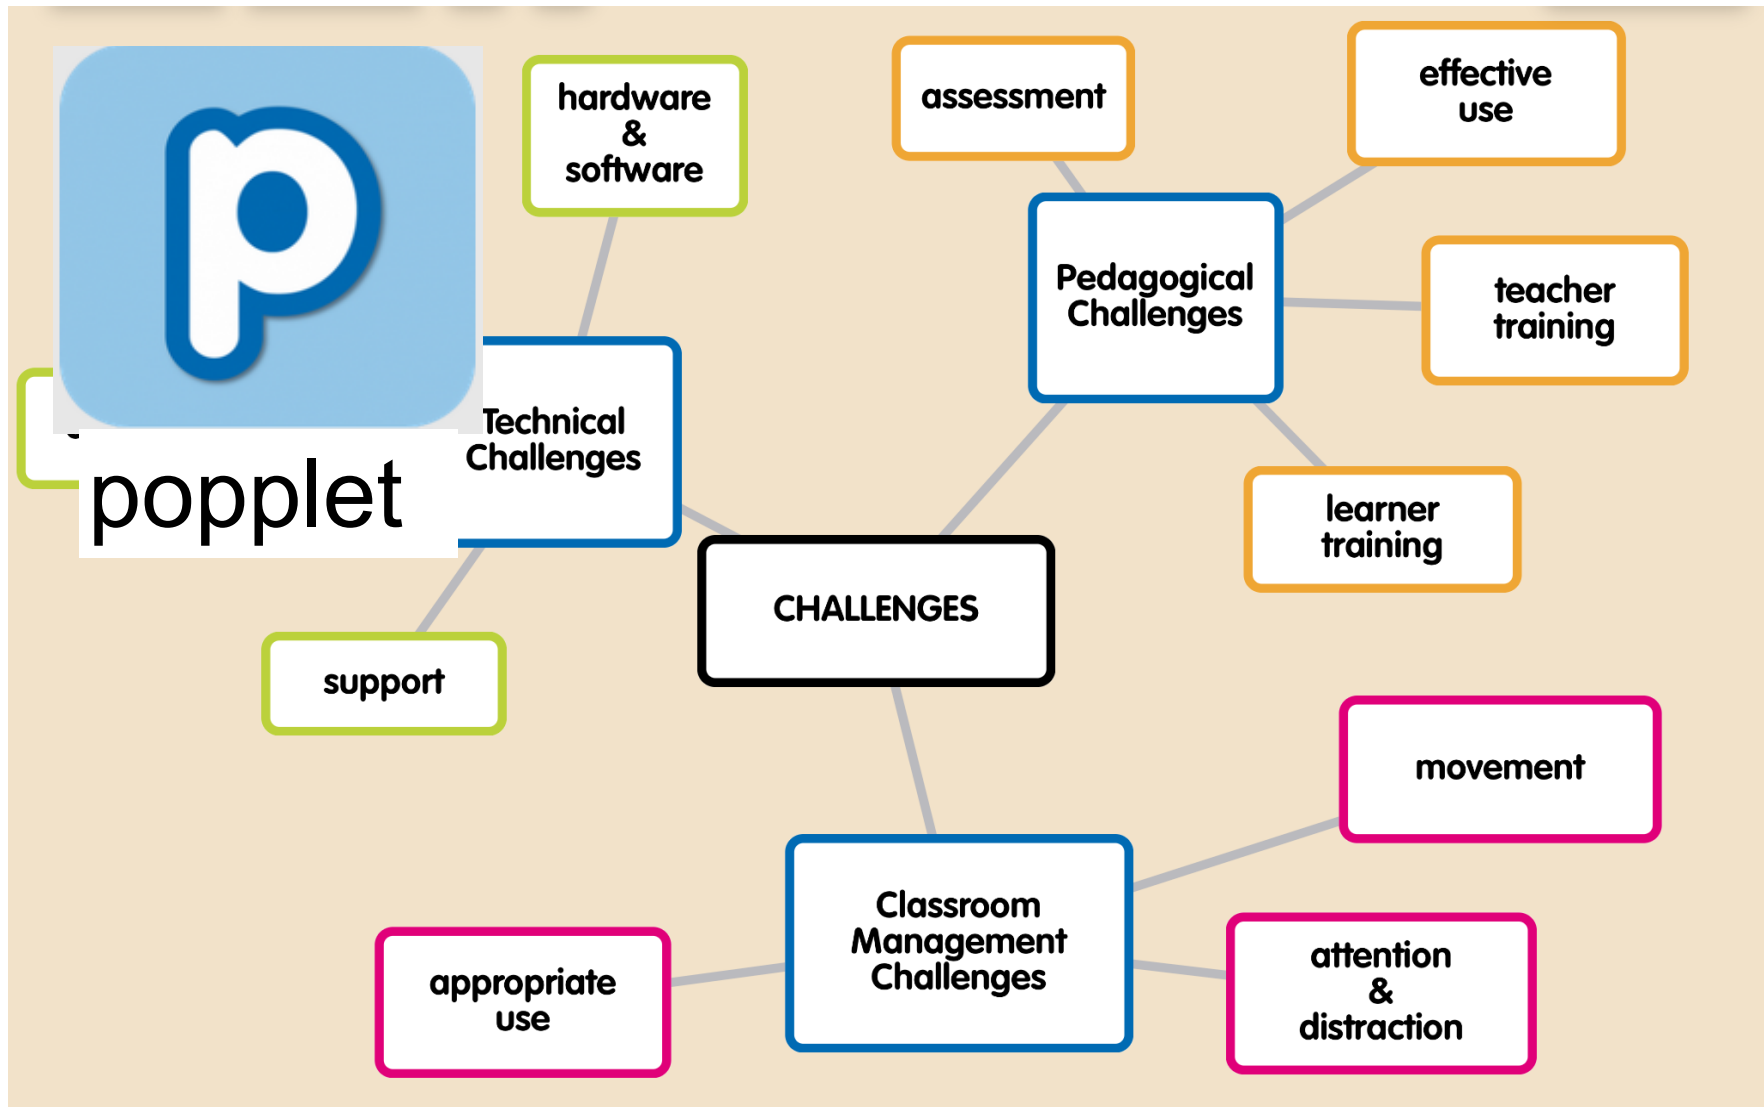 hardware
&
software
assessment
effective
use
Pedagogical
Challenges
teacher
training
Technical
Challenges
popplet
learner
training
CHALLENGES
support
movement
Classroom
Management
Challenges
appropriate
use
attention
&
distraction